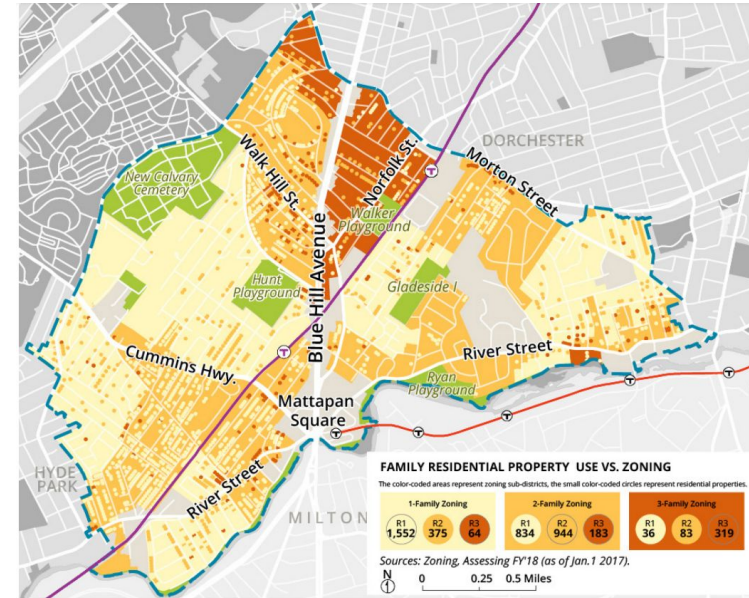 DORCHESTER
Morton Street
Norfolk St.
Walk Hill St.
New Calvary
Cemetery
Walker
Playground
Blue Hill Avenue
Hunt
Playground
Gladeside I
River Street
Cummins Hwy.
Ryan
Playground
Mattapan
Square
T
T
T
T
T
T
HYDE
PARK
River Street
MILTON
FAMILY RESIDENTIAL PROPERTY USE VS. ZONING
The color-coded areas represent zoning sub-districts, the small color-coded circles represent residential properties.
1-Family Zoning
R1 R2 R3
1,552 375 64
2-Family Zoning
R1 R2 R3
834 944 183
3-Family Zoning
R1 R2 R3
36 83 319
Sources: Zoning, Assessing FY'18 (as of Jan.1 2017).
N
0 0.25 0.5 Miles